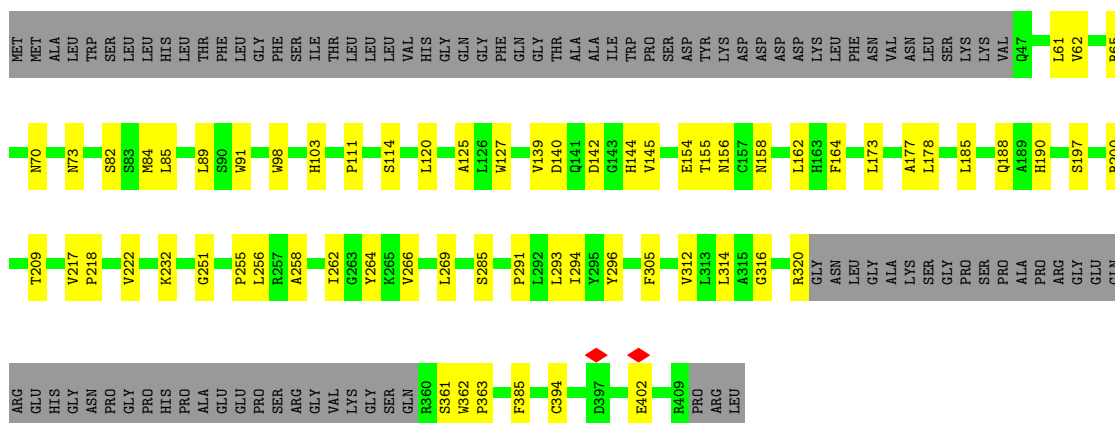 MET MET ALA LEU TRP SER LEU LEU HIS LEU THR PHE LEU GLY PHE SER ILE THR LEU LEU LEU VAL HIS GLY GLN GLY PHE GLN GLY THR ALA ALA ILE TRP PRO SER ASP TYR LYS ASP ASP ASP ASP LYS LEU PHE ASN VAL ASN LEU SER LYS LYS VAL Q47 L61 V62 R65
N70 N73 S82 S83 M84 L85 L89 S90 W91 W98 H103 P111 S114 L120 A125 L126 W127 V139 D140 Q141 D142 G143 H144 V145 E154 T155 N156 C157 N158 L162 H163 F164 L173 A177 L178 L185 Q188 A189 H190 S197 R200
T209 V217 P218 V222 K232 G251 P255 L256 R257 A258 I262 G263 Y264 K265 V266 L269 S285 P291 L292 L293 I294 Y295 Y296 F305 V312 L313 L314 A315 G316 R320 GLY ASN LEU GLY ALA LYS SER GLY PRO SER PRO ALA PRO ARG GLY GLU GLN
ARG GLU HIS GLY ASN PRO GLY PRO HIS PRO ALA GLU GLU PRO SER ARG GLY VAL LYS GLY SER GLN R360 S361 W362 P363 F385 C394 D397 E402 R409 PRO ARG LEU